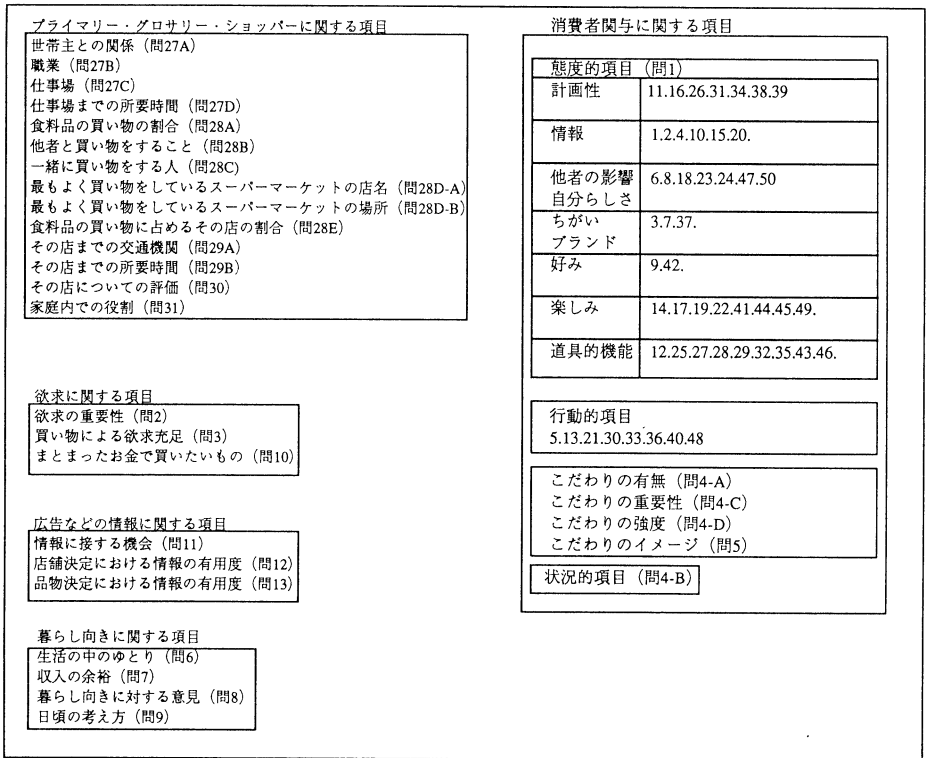 プライマリー・グロサリー・ショッパーに関する項目
世帯主との関係（問27A）
職業（問27B）
仕事場（問27C）
仕事場までの所要時間（問27D）
食料品の買い物の割合（問28A）
他者と買い物をすること（問28B）
一緒に買い物をする人（問28C）
最もよく買い物をしているスーパーマーケットの店名（問28D-A）
最もよく買い物をしているスーパーマーケットの場所（問28D-B）
食料品の買い物に占めるその店の割合（問28E）
その店までの交通機関（問29A）
その店までの所要時間（問29B）
その店についての評価（問30）
家庭内での役割（問31）
欲求に関する項目
欲求の重要性（問2）
買い物による欲求充足（問3）
まとまったお金で買いたいもの（問10）
広告などの情報に関する項目
情報に接する機会（問11）
店舗決定における情報の有用度（問12）
品物決定における情報の有用度（問13）
暮らし向きに関する項目
生活の中のゆとり（問6）
収入の余裕（問7）
暮らし向きに対する意見（問8）
日頃の考え方（問9）
消費者関与に関する項目
態度的項目（問1）
計画性 11.16.26.31.34.38.39
情報 1.2.4.10.15.20.
他者の影響 6.8.18.23.24.47.50
自分らしさ
ちがい 3.7.37.
ブランド
好み 9.42.
楽しみ 14.17.19.22.41.44.45.49.
道具的機能 12.25.27.28.29.32.35.43.46.
行動的項目
5.13.21.30.33.36.40.48
こだわりの有無（問4-A）
こだわりの重要性（問4-C）
こだわりの強度（問4-D）
こだわりのイメージ（問5）
状況的項目（問4-B）